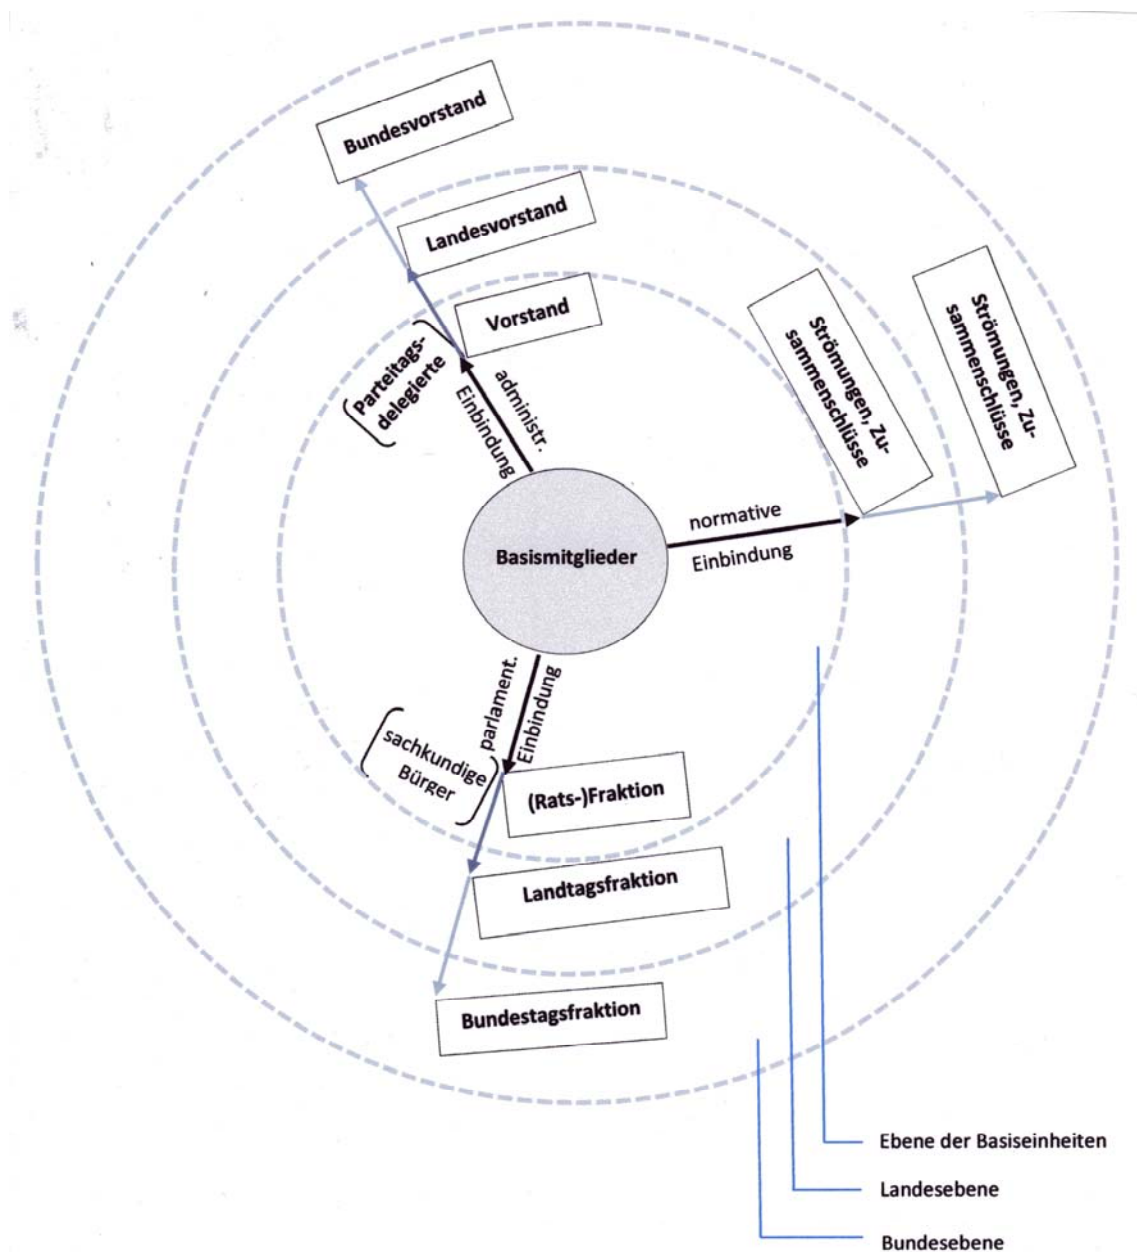 Bundesvorstand
Landesvorstand
Vorstand
Parteitags-
delegierte
administr.
Einbindung
Strömungen, Zu-
sammenschlüsse
Strömungen, Zu-
sammenschlüsse
normative
Einbindung
Basismitglieder
parlament.
Einbindung
sachkundige
Bürger
(Rats-)Fraktion
Landtagsfraktion
Bundestagsfraktion
Ebene der Basiseinheiten
Landesebene
Bundesebene